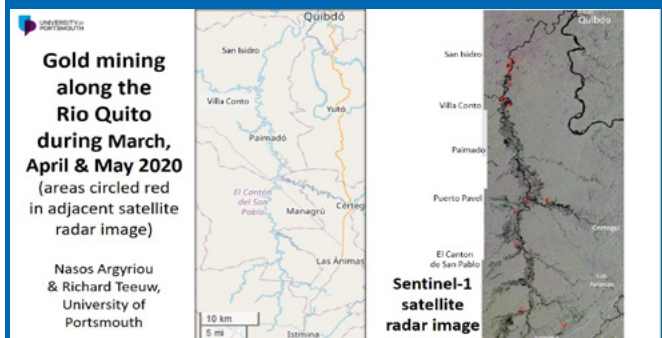 UNIVERSITY OF
PORTSMOUTH
Gold mining
along the
Rio Quito
during March,
April & May 2020
(areas circled red
in adjacent satellite
radar image)
Nasos Argyriou
& Richard Teeuw,
University of
Portsmouth
Quibdó
San Isidro
Villa Conto
Yutó
Paimadó
El Cantón
del San
Pablo
Managrú
Cértegu
Las Ánimas
10 km
5 mi
Istmina
Quibdo
San Isidro
Villa Conto
Paimado
Puerto Pavel
Certegui
El Canton
de San Pablo
Las
Animas
Sentinel-1
satellite
radar image